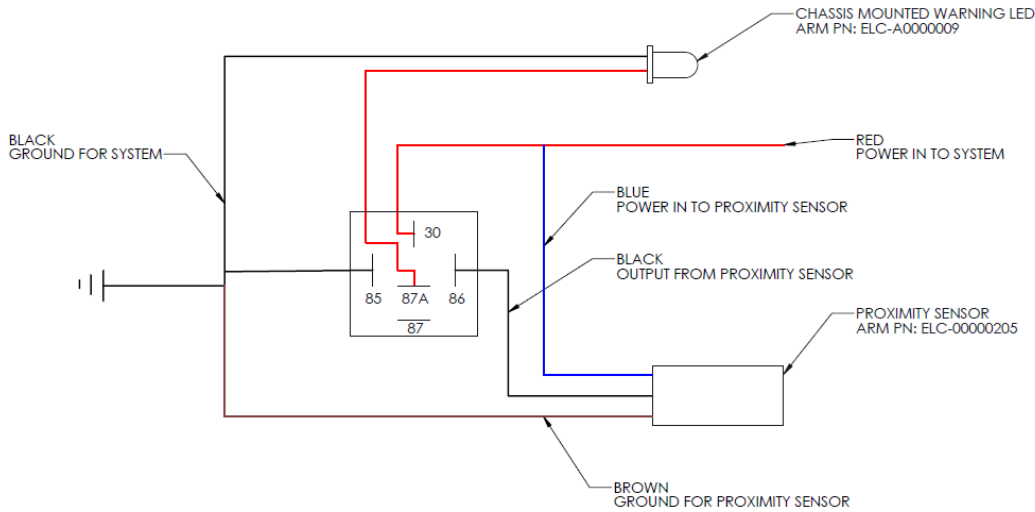 CHASSIS MOUNTED WARNING LED
ARM PN: ELC-A0000009
BLACK
GROUND FOR SYSTEM
RED
POWER IN TO SYSTEM
BLUE
POWER IN TO PROXIMITY SENSOR
30
BLACK
OUTPUT FROM PROXIMITY SENSOR
85
87A
86
87
PROXIMITY SENSOR
ARM PN: ELC-00000205
BROWN
GROUND FOR PROXIMITY SENSOR